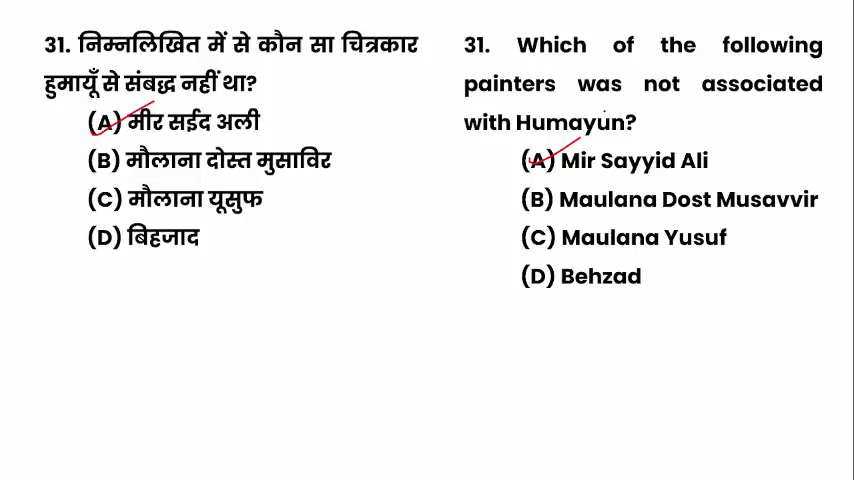 31. निम्नलिखित में से कौन सा चित्रकार
हुमायूँ से संबद्ध नहीं था?
(A) मीर सईद अली
(B) मौलाना दोस्त मुसाविर
(C) मौलाना यूसुफ
(D) बिहजाद
31. Which of the following
painters was not associated
with Humayun?
(A) Mir Sayyid Ali
(B) Maulana Dost Musavvir
(C) Maulana Yusuf
(D) Behzad